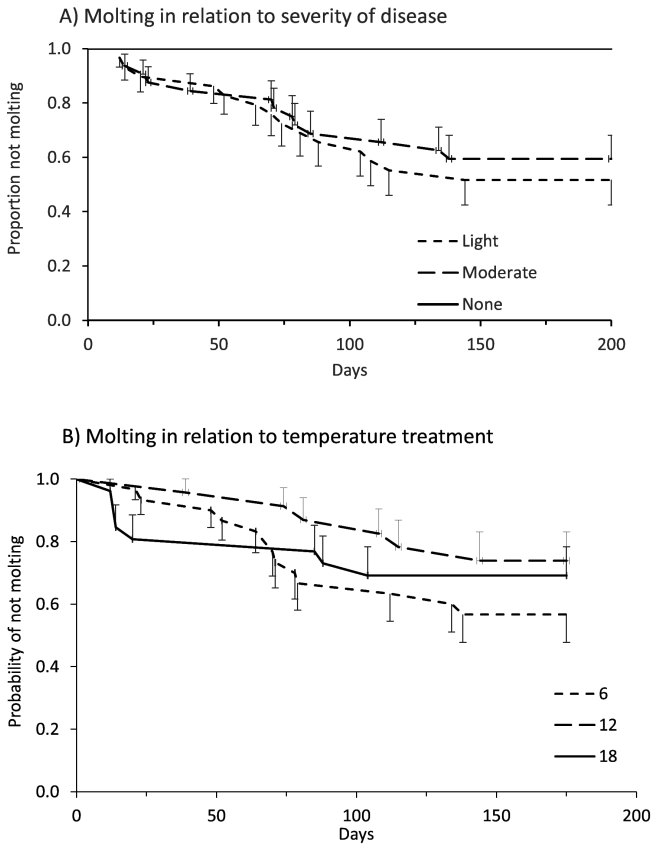 A) Molting in relation to severity of disease
1.0
0.8
0.6
0.4
0.2
0.0
Proportion not molting
Light
Moderate
None
0 50 100 150 200
Days
B) Molting in relation to temperature treatment
1.0
0.8
0.6
0.4
0.2
0.0
Probability of not molting
6
12
18
0 50 100 150 200
Days